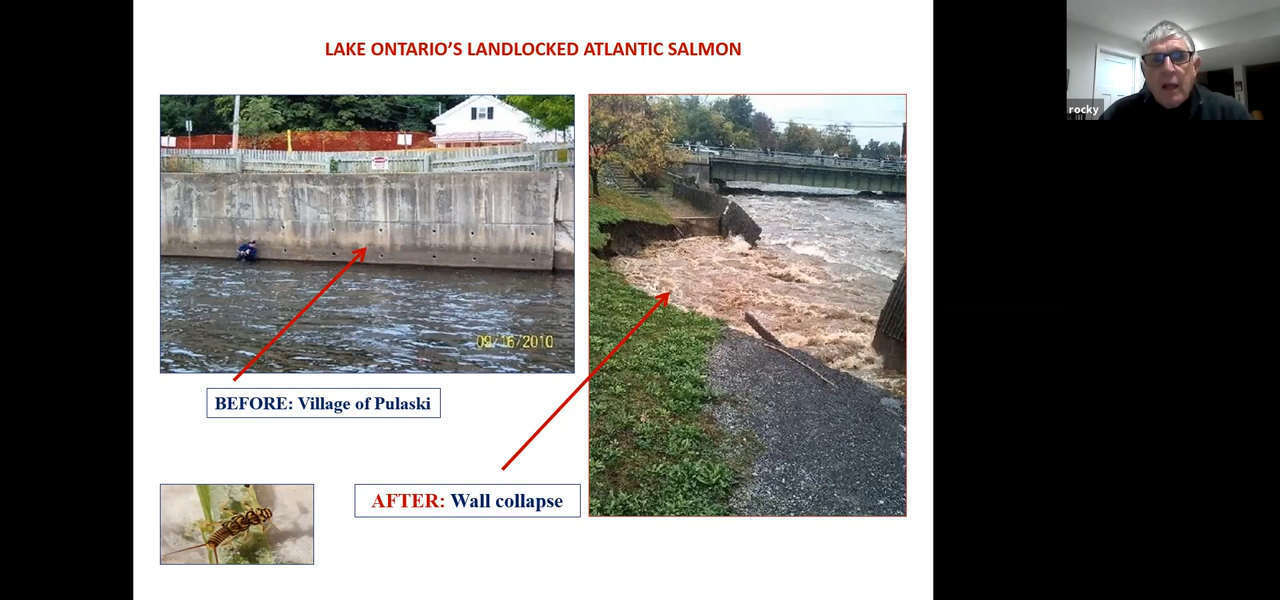 LAKE ONTARIO'S LANDLOCKED ATLANTIC SALMON
rocky
09/16/2010
BEFORE: Village of Pulaski
AFTER: Wall collapse